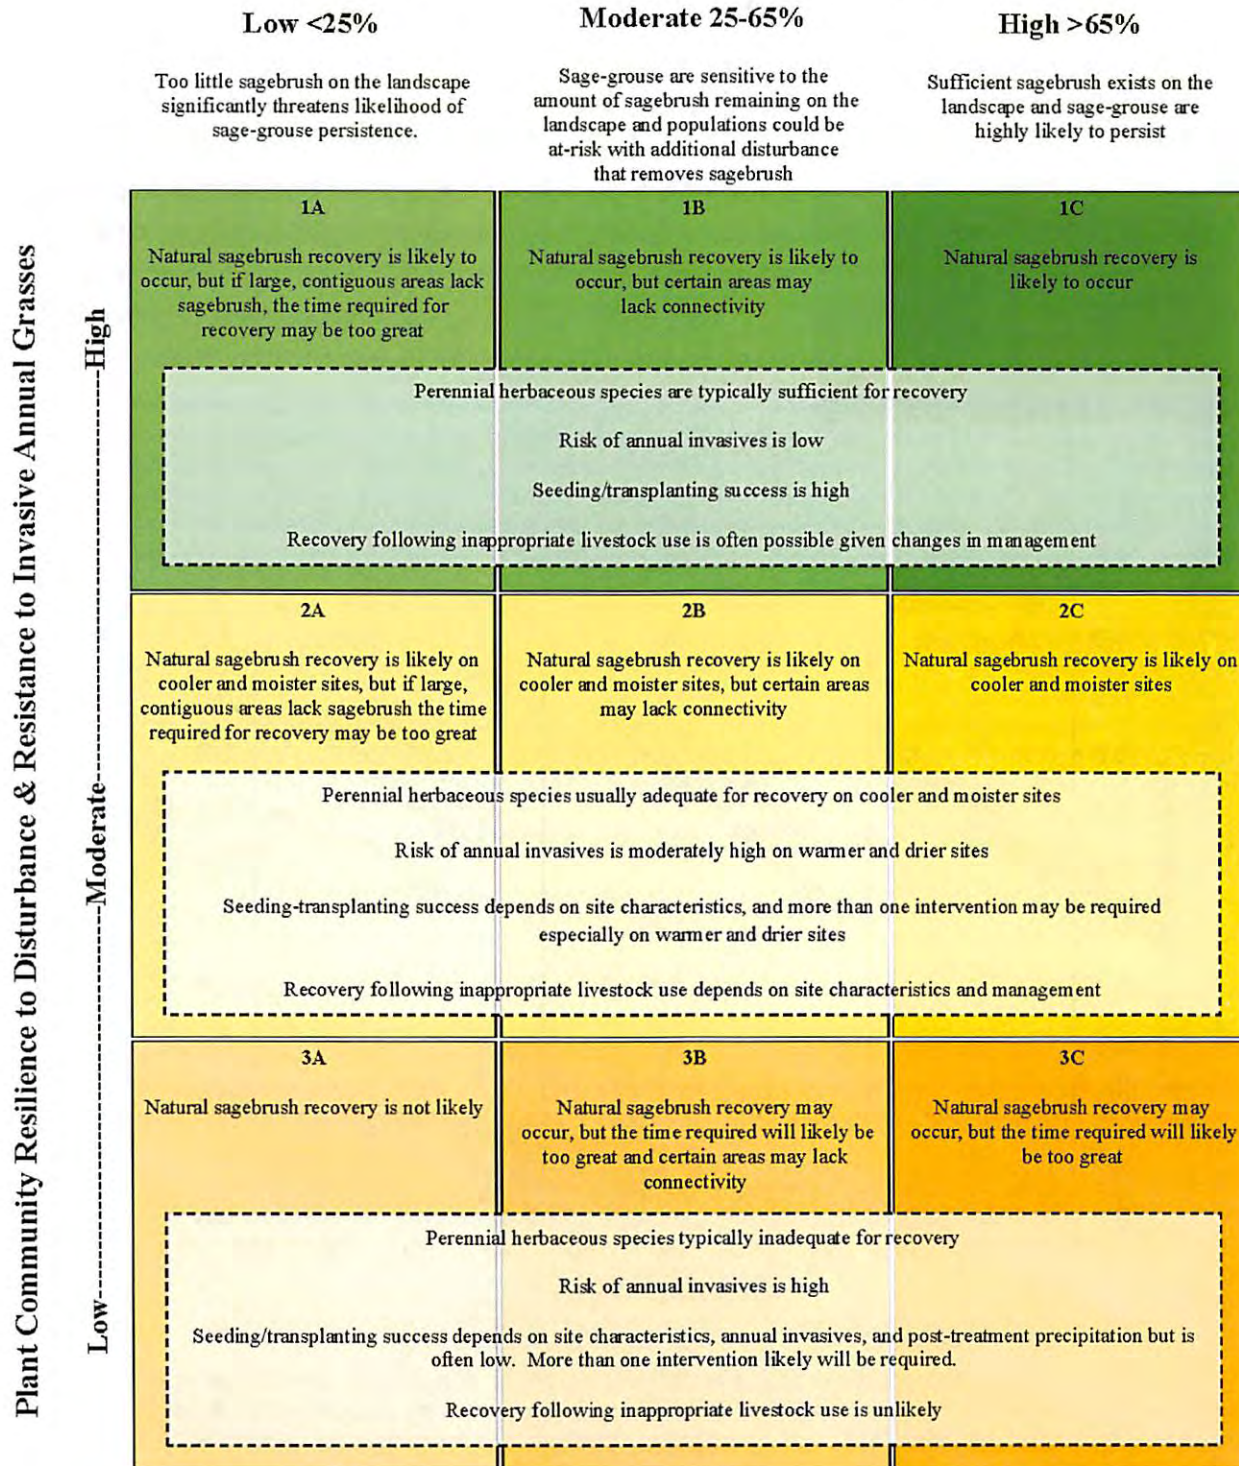 Low <25%
Moderate 25-65%
High >65%
Too little sagebrush on the landscape
significantly threatens likelihood of
sage-grouse persistence.
Sage-grouse are sensitive to the
amount of sagebrush remaining on the
landscape and populations could be
at-risk with additional disturbance
that removes sagebrush
Sufficient sagebrush exists on the
landscape and sage-grouse are
highly likely to persist
Plant Community Resilience to Disturbance & Resistance to Invasive Annual Grasses
Low---------------------Moderate---------------------High
1A
Natural sagebrush recovery is likely to
occur, but if large, contiguous areas lack
sagebrush, the time required for
recovery may be too great
1B
Natural sagebrush recovery is likely to
occur, but certain areas may
lack connectivity
1C
Natural sagebrush recovery is
likely to occur
Perennial herbaceous species are typically sufficient for recovery
Risk of annual invasives is low
Seeding/transplanting success is high
Recovery following inappropriate livestock use is often possible given changes in management
2A
Natural sagebrush recovery is likely on
cooler and moister sites, but if large,
contiguous areas lack sagebrush the time
required for recovery may be too great
2B
Natural sagebrush recovery is likely on
cooler and moister sites, but certain areas
may lack connectivity
2C
Natural sagebrush recovery is likely on
cooler and moister sites
Perennial herbaceous species usually adequate for recovery on cooler and moister sites
Risk of annual invasives is moderately high on warmer and drier sites
Seeding-transplanting success depends on site characteristics, and more than one intervention may be required
especially on warmer and drier sites
Recovery following inappropriate livestock use depends on site characteristics and management
3A
Natural sagebrush recovery is not likely
3B
Natural sagebrush recovery may
occur, but the time required will likely be
too great and certain areas may lack
connectivity
3C
Natural sagebrush recovery may
occur, but the time required will likely
be too great
Perennial herbaceous species typically inadequate for recovery
Risk of annual invasives is high
Seeding/transplanting success depends on site characteristics, annual invasives, and post-treatment precipitation but is
often low. More than one intervention likely will be required.
Recovery following inappropriate livestock use is unlikely